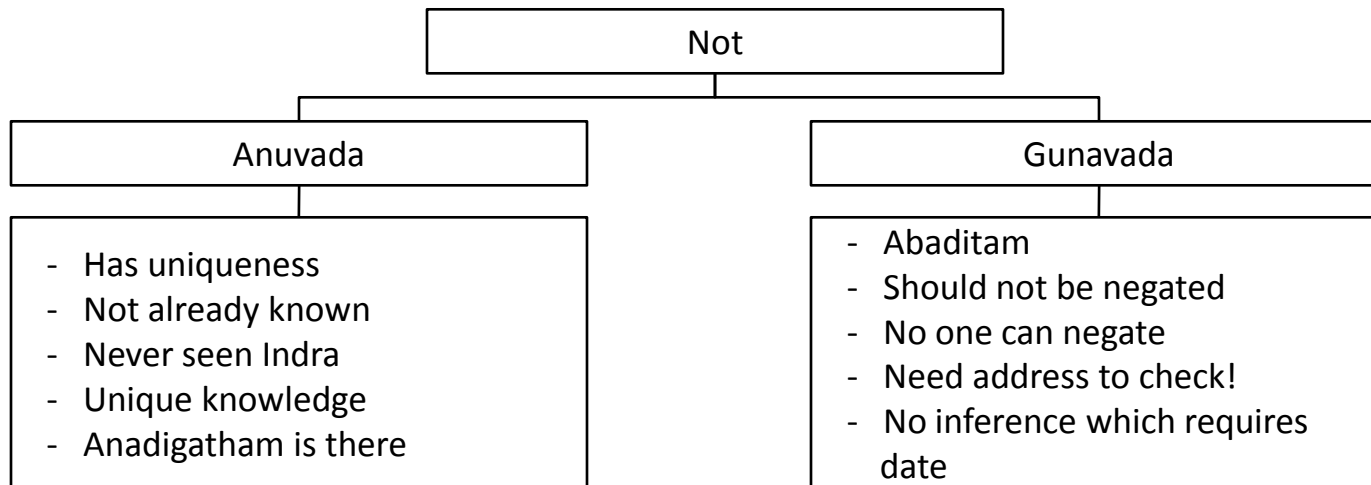 Not
Anuvada
Gunavada
- Has uniqueness
- Not already known
- Never seen Indra
- Unique knowledge
- Anadigatham is there
- Abaditam
- Should not be negated
- No one can negate
- Need address to check!
- No inference which requires
date